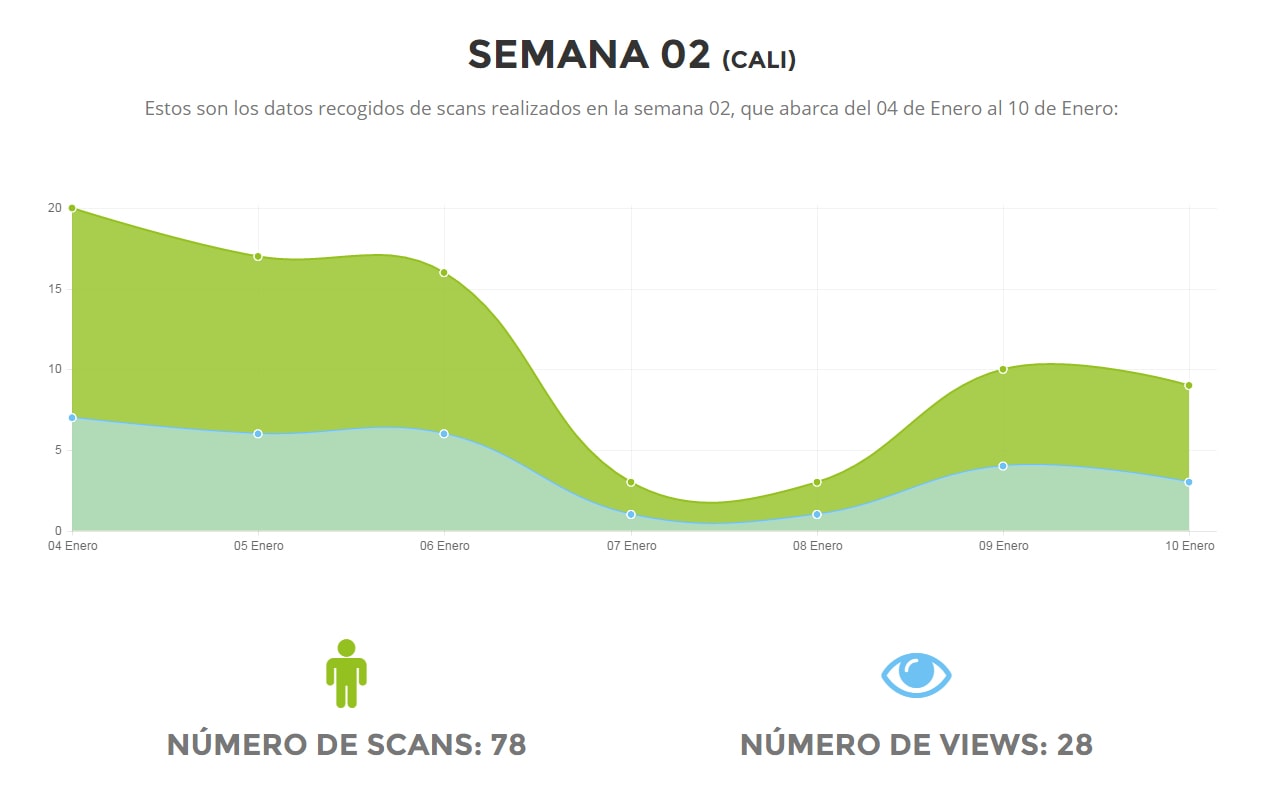 SEMANA 02 (CALI)
Estos son los datos recogidos de scans realizados en la semana 02, que abarca del 04 de Enero al 10 de Enero:
20
15
10
5
0
04 Enero 05 Enero 06 Enero 07 Enero 08 Enero 09 Enero 10 Enero
NÚMERO DE SCANS: 78 NÚMERO DE VIEWS: 28